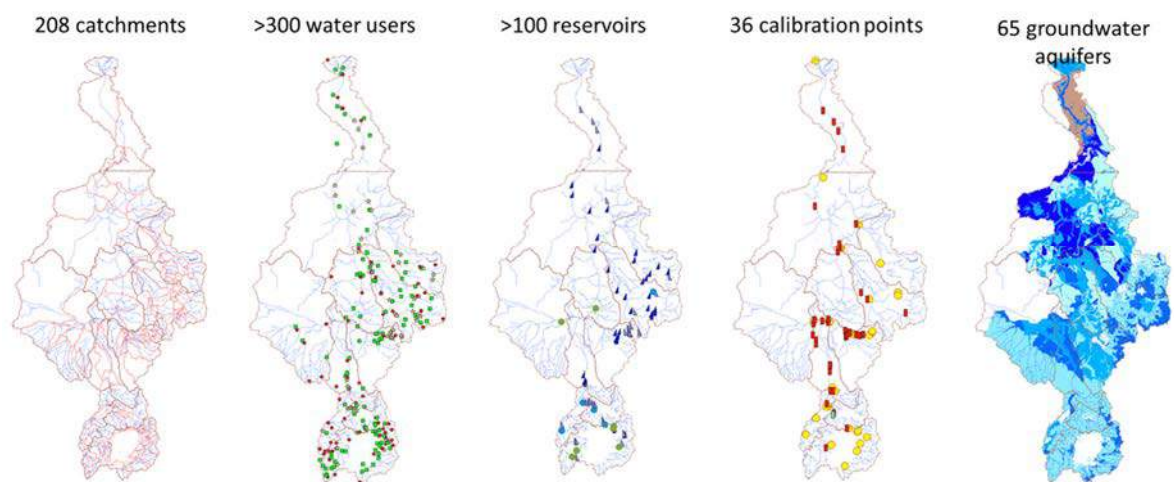 208 catchments
>300 water users
>100 reservoirs
36 calibration points
65 groundwater
aquifers